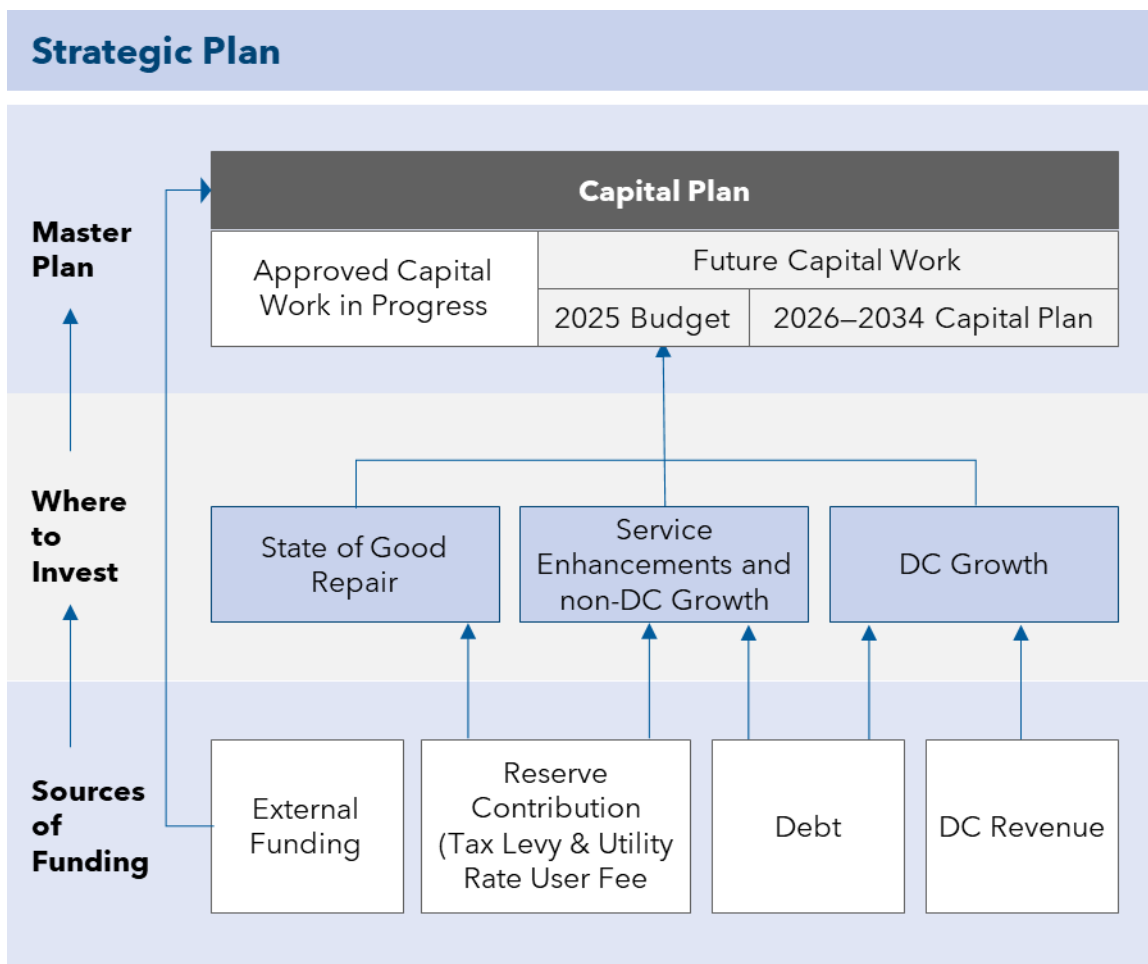 Strategic Plan
Master
Plan
Capital Plan
Approved Capital
Work in Progress
Future Capital Work
2025 Budget
2026–2034 Capital Plan
Where
to
Invest
State of Good
Repair
Service
Enhancements and
non-DC Growth
DC Growth
Sources
of
Funding
External
Funding
Reserve
Contribution
(Tax Levy & Utility
Rate User Fee
Debt
DC Revenue